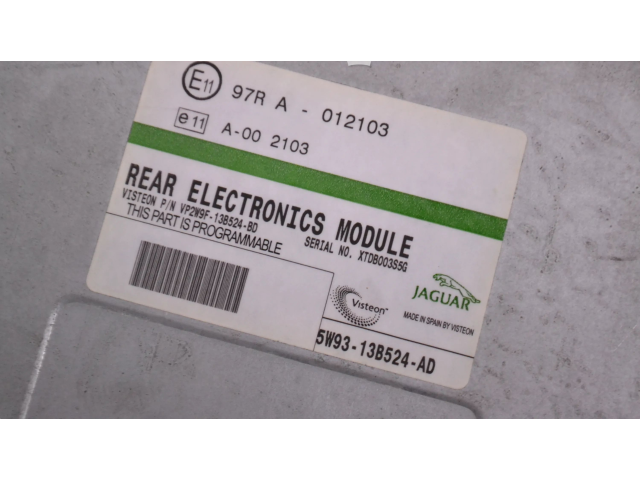 E11 97R A - 012103
e11 A-00 2103
REAR ELECTRONICS MODULE
VISTEON P/N VP2W9F-13B524-BD SERIAL NO. XTDB003S5G
THIS PART IS PROGRAMMABLE
Visteon
JAGUAR
MADE IN SPAIN BY VISTEON
5W93-13B524-AD